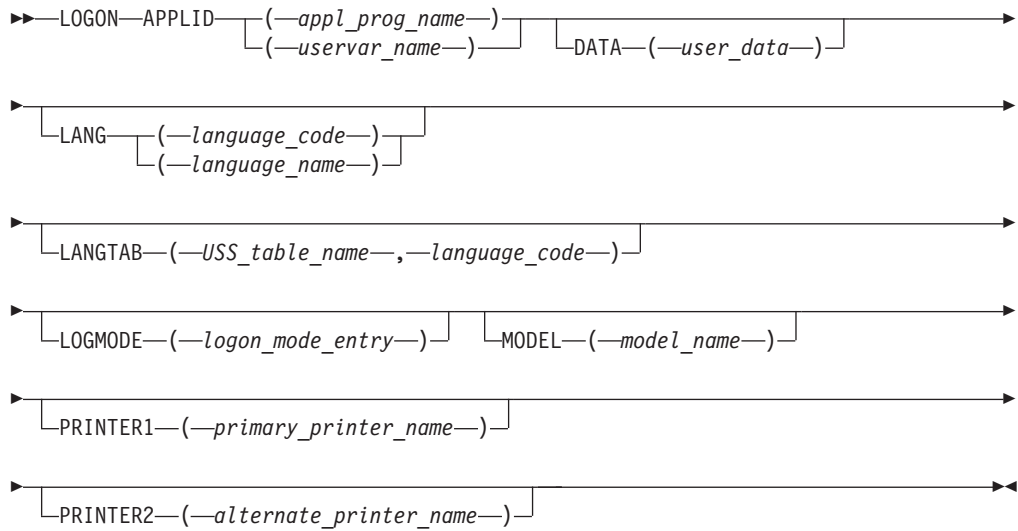 LOGON APPLID ( appl_prog_name )
( uservar_name ) DATA ( user_data )
LANG ( language_code )
( language_name )
LANGTAB ( USS_table_name , language_code )
LOGMODE ( logon_mode_entry ) MODEL ( model_name )
PRINTER1 ( primary_printer_name )
PRINTER2 ( alternate_printer_name )